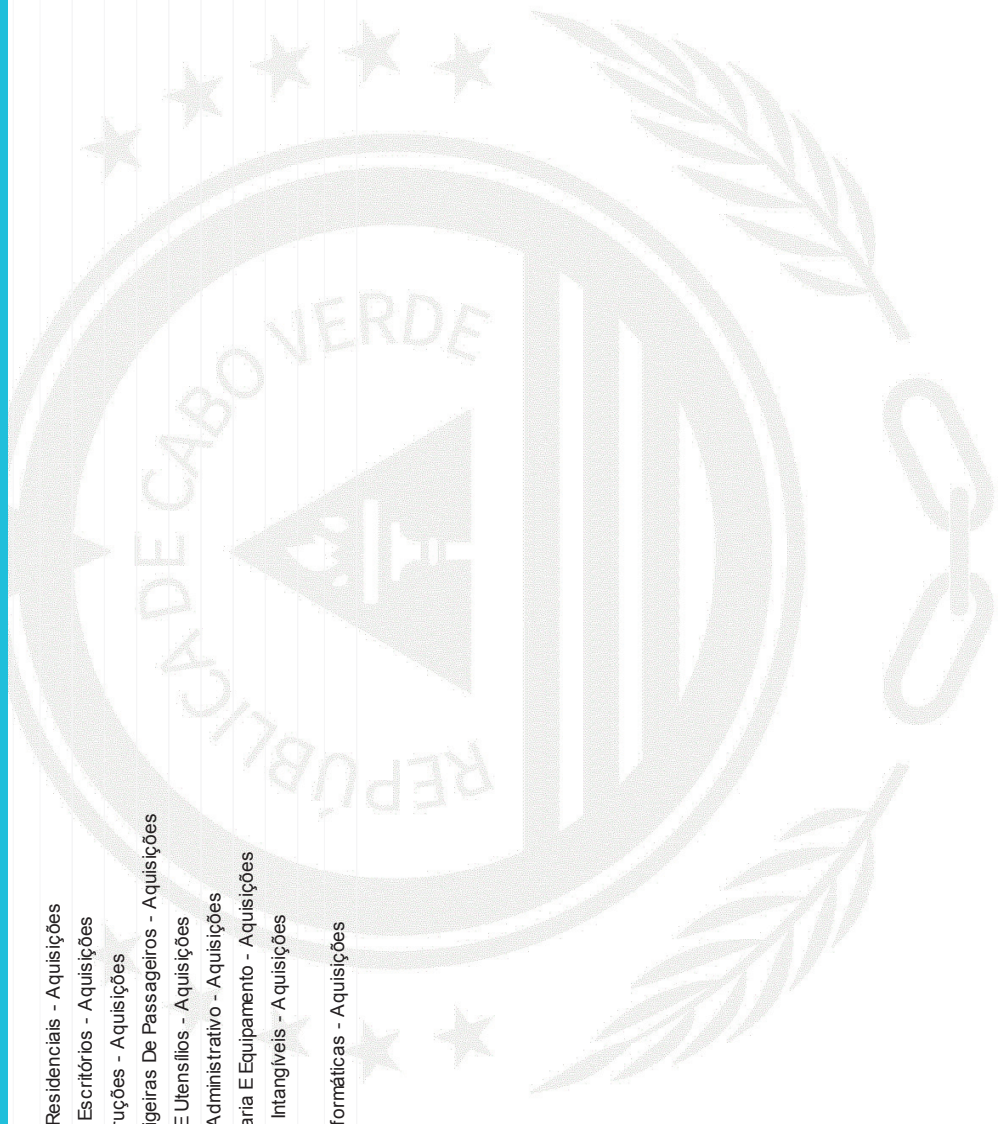 REPÚBLICA DE CABO VERDE
Residenciais - Aquisições
Escritórios - Aquisições
ruções - Aquisições
igeiras De Passageiros - Aquisições
E Utensílios - Aquisições
Administrativo - Aquisições
aria E Equipamento - Aquisições
Intangíveis - Aquisições
formáticas - Aquisições